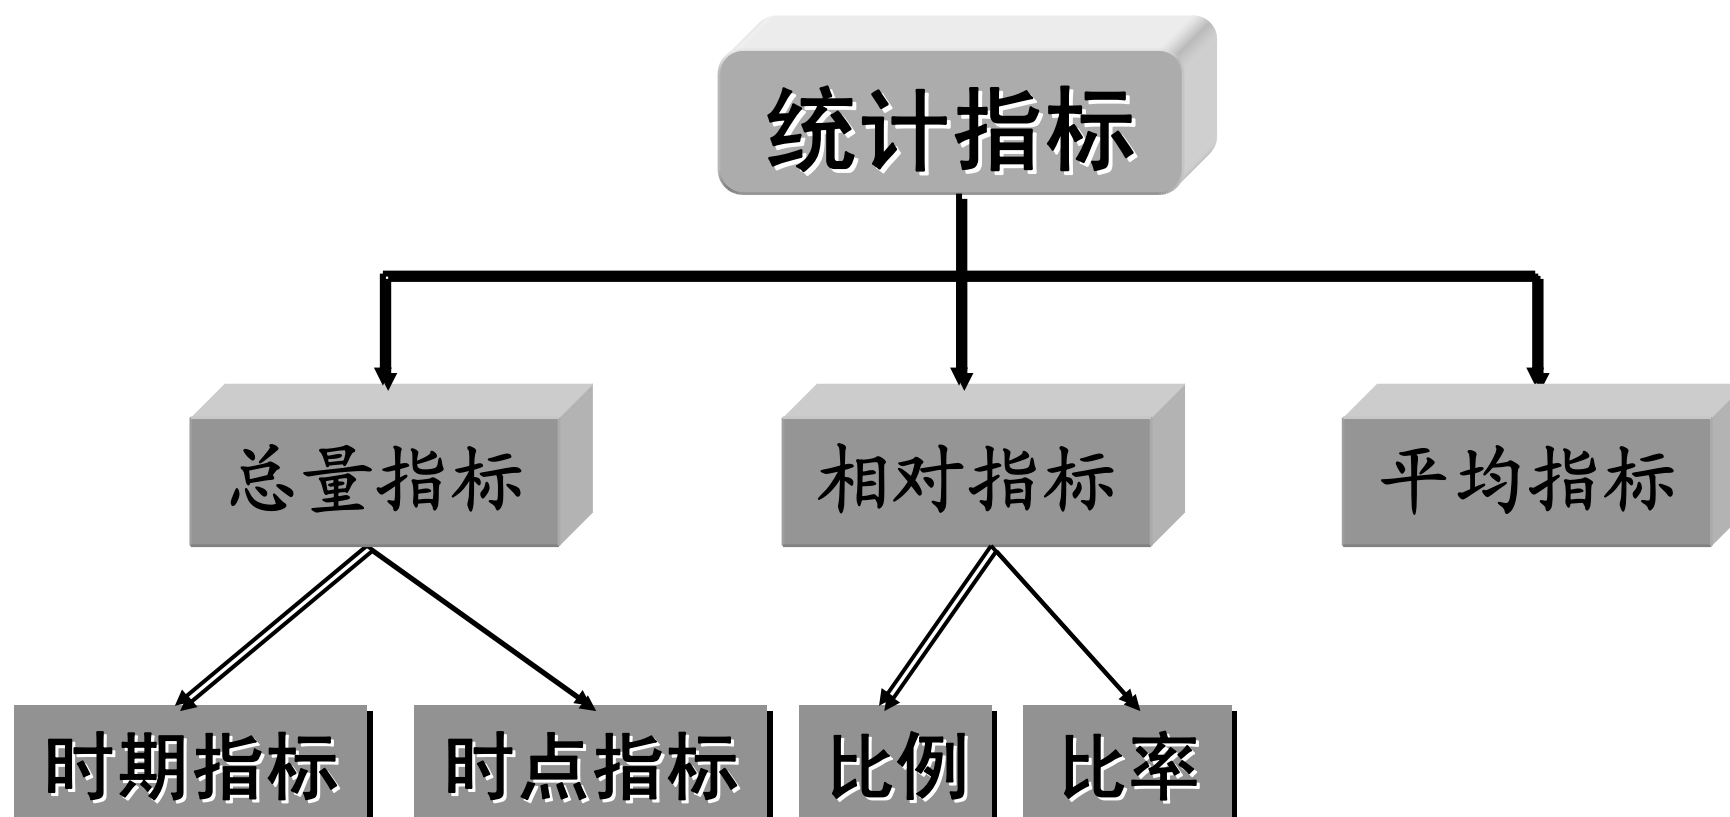 统计指标
总量指标
相对指标
平均指标
时期指标
时点指标
比例
比率